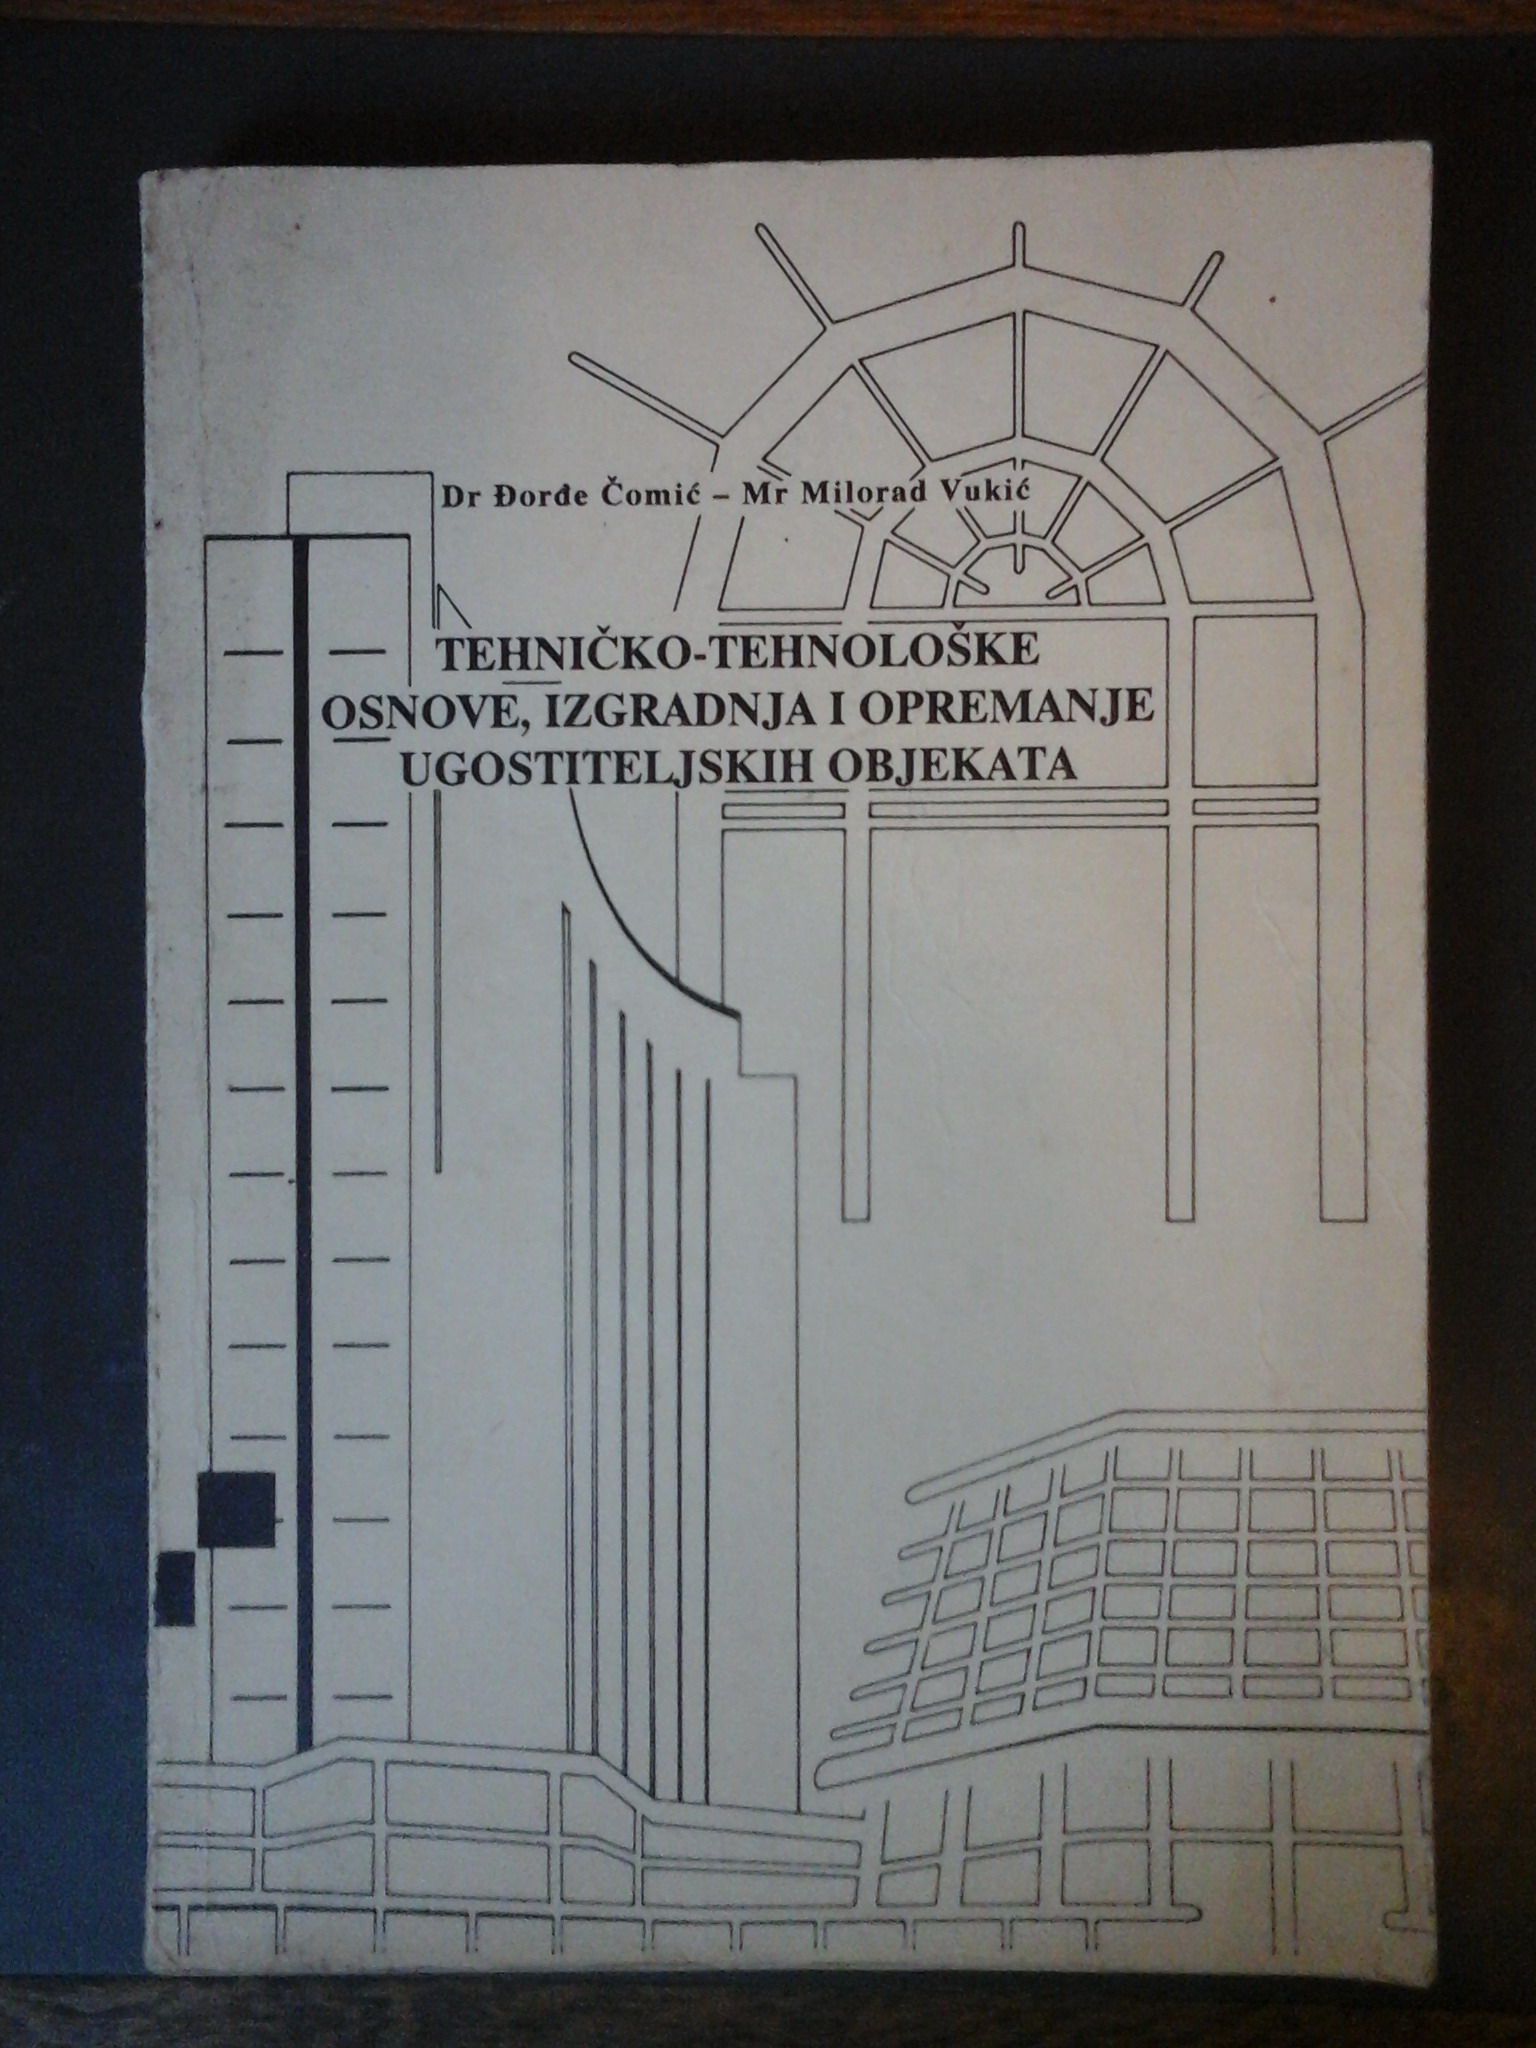 Dr Đorđe Čomić – Mr Milorad Vukić
TEHNIČKO-TEHNOLOŠKE
OSNOVE, IZGRADNJA I OPREMANJE
UGOSTITELJSKIH OBJEKATA